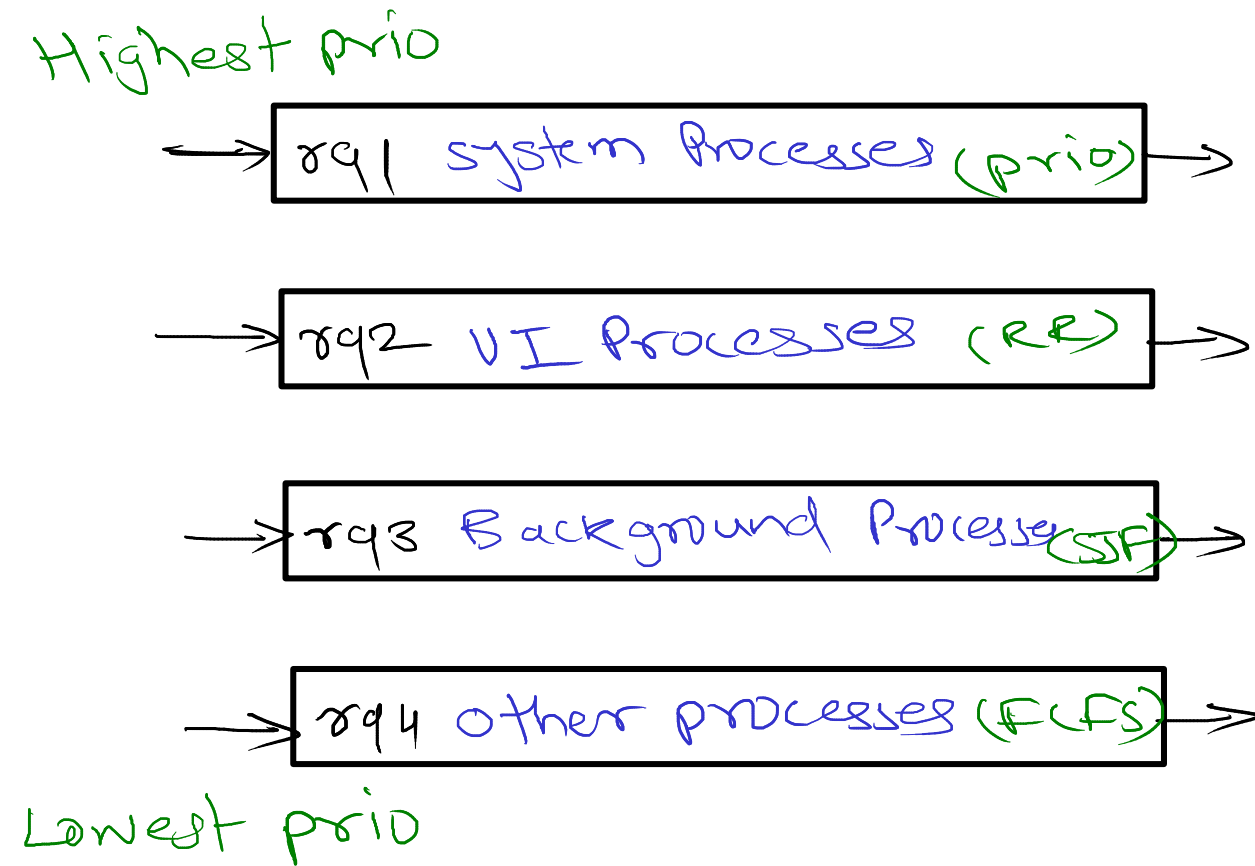 Highest prio
rq1 system Processes (prio)
rq2 UI Processes (RR)
rq3 Background Processes (SJF)
rq4 other processes (FCFS)
Lowest prio